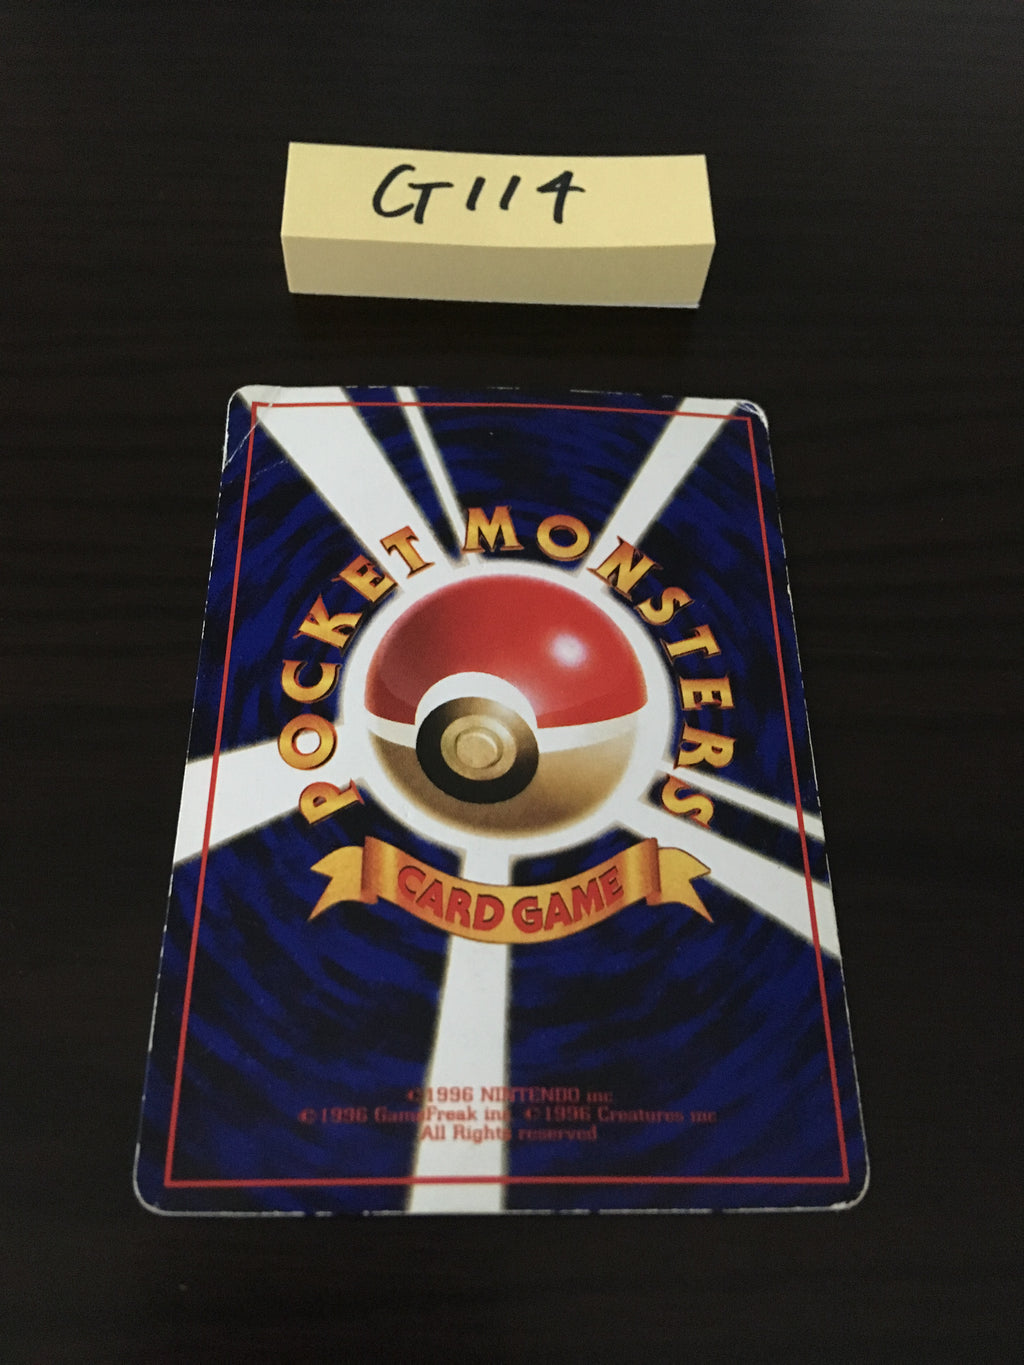 G114
POCKET MONSTERS
CARD GAME
©1996 NINTENDO inc
©1996 GameFreak inc. ©1996 Creatures inc
All Rights reserved